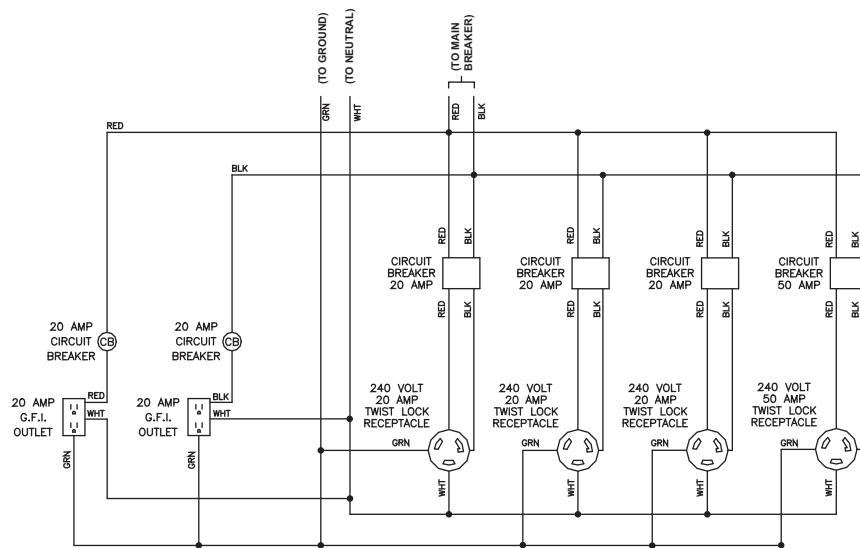 (TO GROUND)
(TO NEUTRAL)
(TO MAIN
BREAKER)
GRN
WHT
RED
BLK
RED
BLK
RED
BLK
RED
BLK
RED
BLK
RED
BLK
CIRCUIT
BREAKER
20 AMP
CIRCUIT
BREAKER
20 AMP
CIRCUIT
BREAKER
20 AMP
CIRCUIT
BREAKER
50 AMP
RED
BLK
RED
BLK
RED
BLK
RED
BLK
20 AMP
CIRCUIT
BREAKER
CB
20 AMP
CIRCUIT
BREAKER
CB
20 AMP
G.F.I.
OUTLET
RED
WHT
GRN
20 AMP
G.F.I.
OUTLET
BLK
WHT
GRN
240 VOLT
20 AMP
TWIST LOCK
RECEPTACLE
GRN
WHT
240 VOLT
20 AMP
TWIST LOCK
RECEPTACLE
GRN
WHT
240 VOLT
20 AMP
TWIST LOCK
RECEPTACLE
GRN
WHT
240 VOLT
50 AMP
TWIST LOCK
RECEPTACLE
GRN
WHT